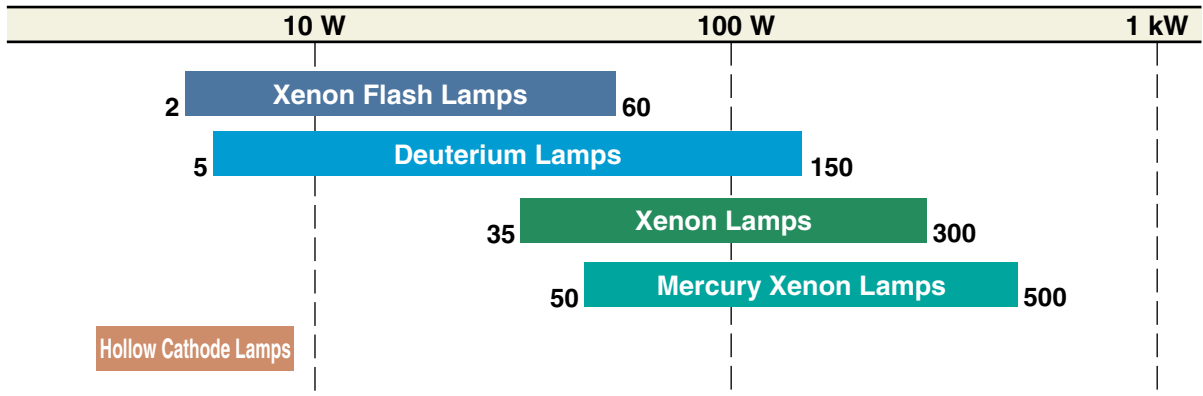 10 W 100 W 1 kW
2 Xenon Flash Lamps 60
5 Deuterium Lamps 150
35 Xenon Lamps 300
50 Mercury Xenon Lamps 500
Hollow Cathode Lamps